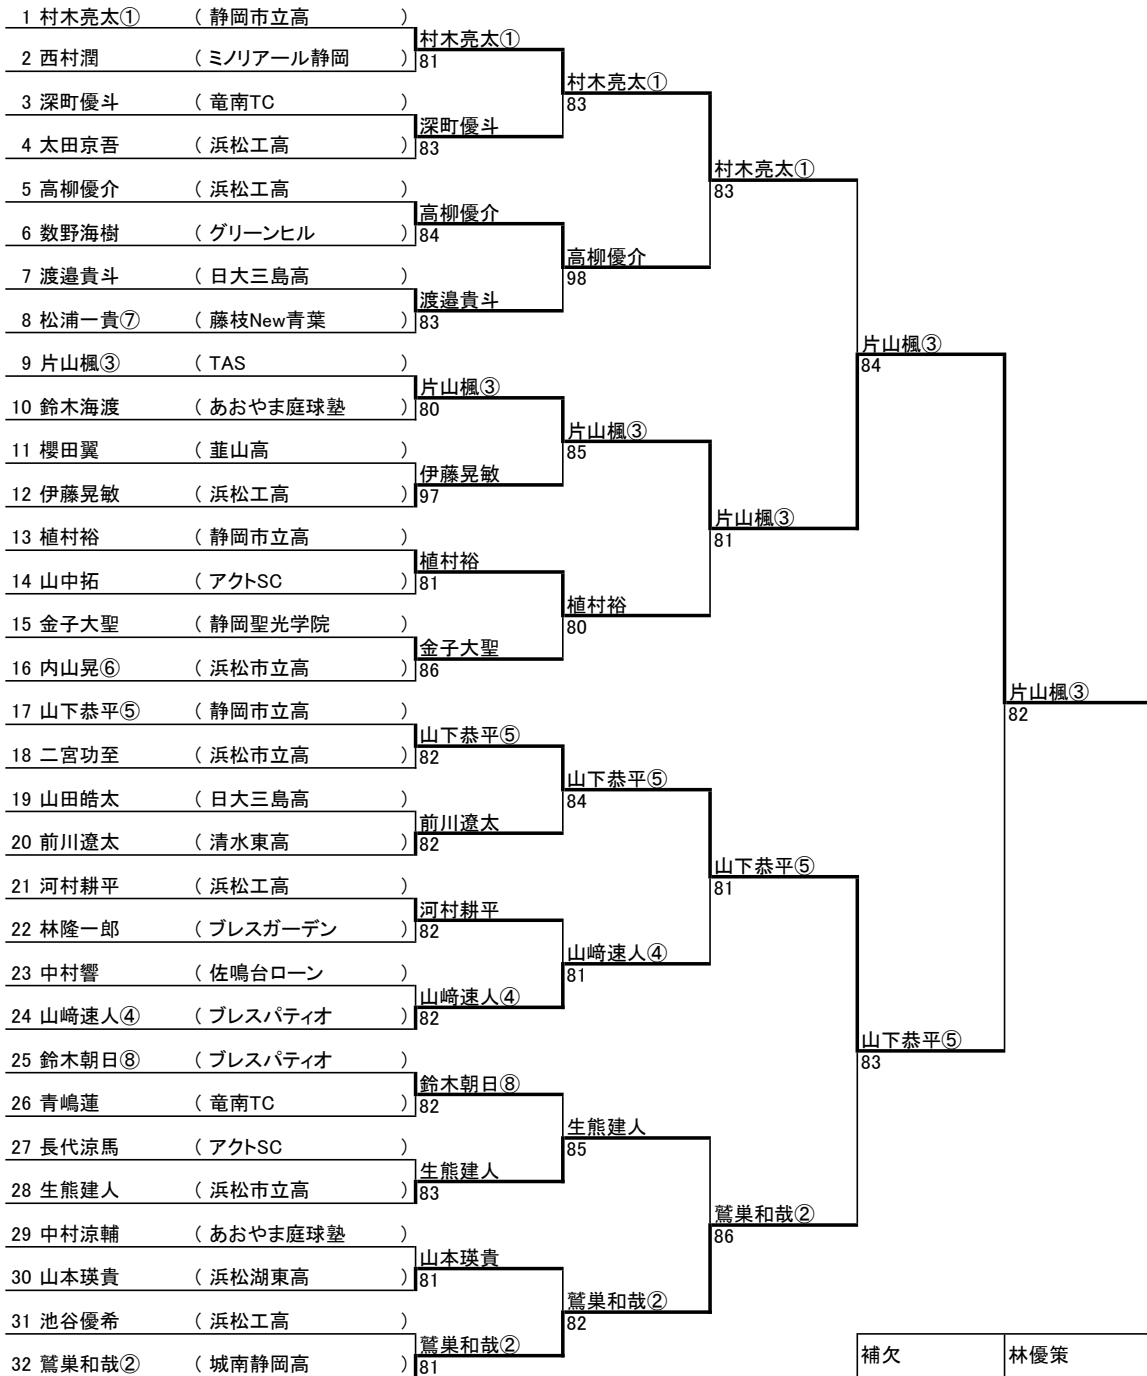 1 村木亮太① ( 静岡市立高 )
2 西村潤 ( ミノリアール静岡 )
3 深町優斗 ( 竜南TC )
4 太田京吾 ( 浜松工高 )
5 高柳優介 ( 浜松工高 )
6 数野海樹 ( グリーンヒル )
7 渡邉貴斗 ( 日大三島高 )
8 松浦一貴⑦ ( 藤枝New青葉 )
9 片山楓③ ( TAS )
10 鈴木海渡 ( あおやま庭球塾 )
11 櫻田翼 ( 韮山高 )
12 伊藤晃敏 ( 浜松工高 )
13 植村裕 ( 静岡市立高 )
14 山中拓 ( アクトSC )
15 金子大聖 ( 静岡聖光学院 )
16 内山晃⑥ ( 浜松市立高 )
17 山下恭平⑤ ( 静岡市立高 )
18 二宮功至 ( 浜松市立高 )
19 山田皓太 ( 日大三島高 )
20 前川遼太 ( 清水東高 )
21 河村耕平 ( 浜松工高 )
22 林隆一郎 ( ブレスガーデン )
23 中村響 ( 佐鳴台ローン )
24 山﨑速人④ ( ブレスパティオ )
25 鈴木朝日⑧ ( ブレスパティオ )
26 青嶋蓮 ( 竜南TC )
27 長代涼馬 ( アクトSC )
28 生熊建人 ( 浜松市立高 )
29 中村涼輔 ( あおやま庭球塾 )
30 山本瑛貴 ( 浜松湖東高 )
31 池谷優希 ( 浜松工高 )
32 鷲巣和哉② ( 城南静岡高 )
村木亮太①
81
深町優斗
83
高柳優介
84
渡邉貴斗
83
片山楓③
80
伊藤晃敏
97
植村裕
81
金子大聖
86
山下恭平⑤
82
前川遼太
82
河村耕平
82
山﨑速人④
82
鈴木朝日⑧
82
生熊建人
83
山本瑛貴
81
鷲巣和哉②
81
村木亮太①
83
高柳優介
98
片山楓③
85
植村裕
80
山下恭平⑤
84
山﨑速人④
81
生熊建人
85
鷲巣和哉②
82
村木亮太①
83
片山楓③
81
山下恭平⑤
81
鷲巣和哉②
86
片山楓③
84
山下恭平⑤
83
片山楓③
82
補欠 林優策